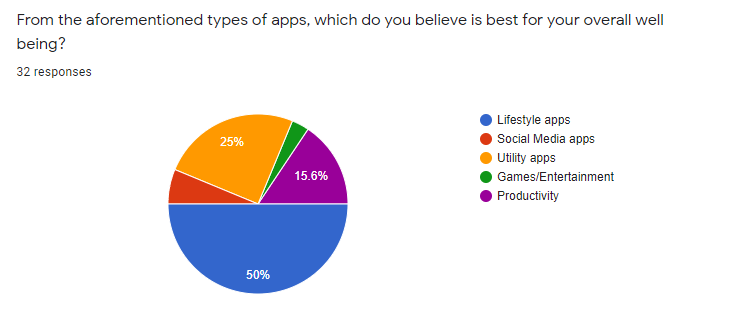 From the aforementioned types of apps, which do you believe is best for your overall well
being?
32 responses
25%
15.6%
50%
Lifestyle apps
Social Media apps
Utility apps
Games/Entertainment
Productivity